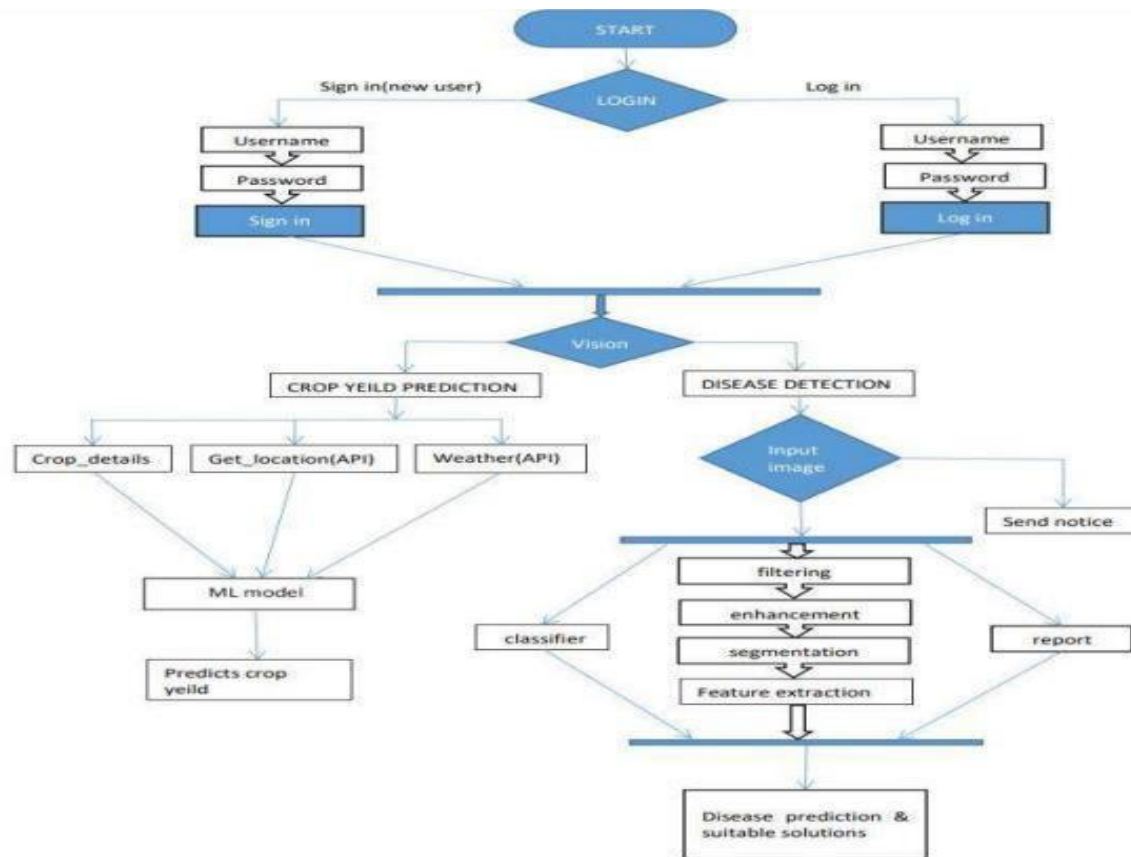 START
Sign in(new user)
LOGIN
Log in
Username
Password
Sign in
Username
Password
Log in
Vision
CROP YEILD PREDICTION
DISEASE DETECTION
Crop_details
Get_location(API)
Weather(API)
Input
image
Send notice
ML model
filtering
enhancement
classifier
segmentation
report
Feature extraction
Predicts crop
yeild
Disease prediction &
suitable solutions